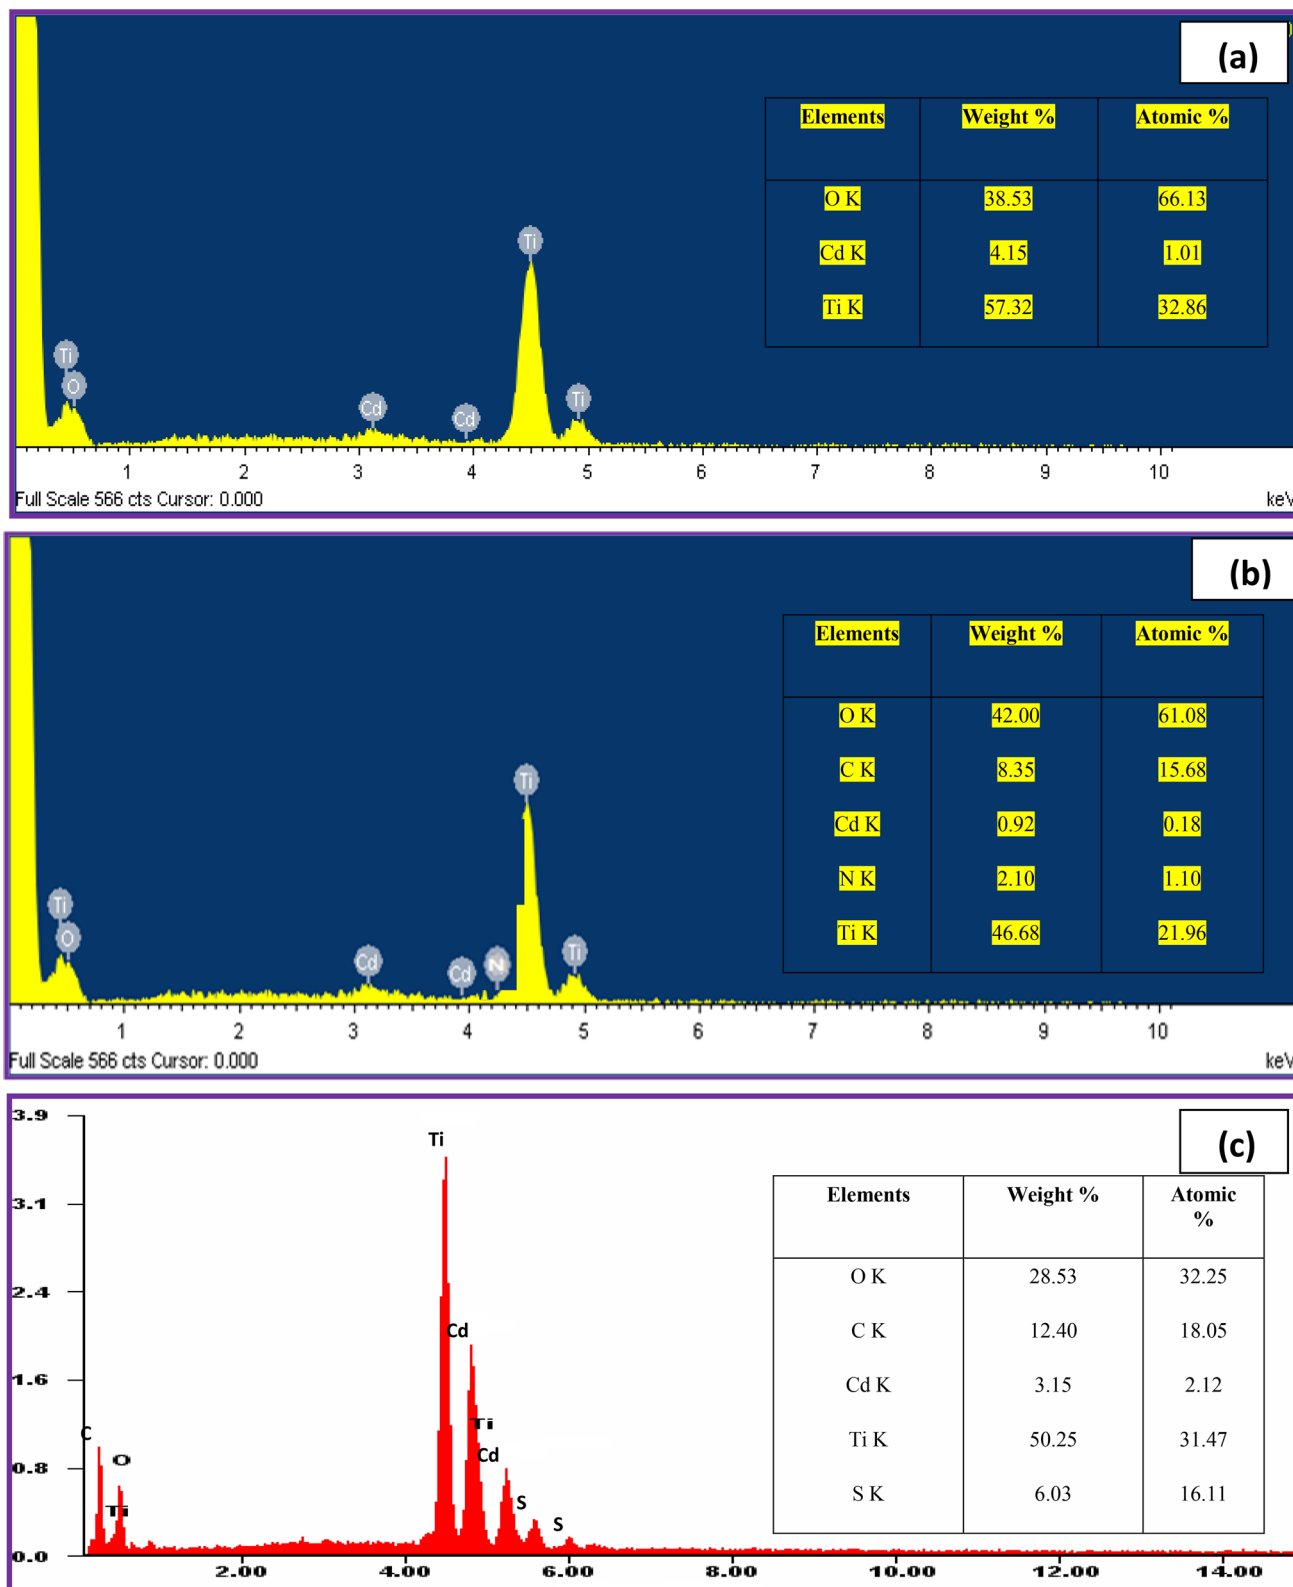 (a)
Elements Weight % Atomic %
O K 38.53 66.13
Cd K 4.15 1.01
Ti K 57.32 32.86
Ti
Ti
O
Cd
Cd
Ti
1 2 3 4 5 6 7 8 9 10
Full Scale 566 cts Cursor: 0.000 keV
(b)
Elements Weight % Atomic %
O K 42.00 61.08
C K 8.35 15.68
Cd K 0.92 0.18
N K 2.10 1.10
Ti K 46.68 21.96
Ti
Ti
O
Cd
Cd
N
Ti
1 2 3 4 5 6 7 8 9 10
Full Scale 566 cts Cursor: 0.000 keV
(c)
Elements Weight % Atomic
%
O K 28.53 32.25
C K 12.40 18.05
Cd K 3.15 2.12
Ti K 50.25 31.47
S K 6.03 16.11
3.9
3.1
2.4
1.6
0.8
0.0
Ti
Cd
Ti
Cd
C
O
Ti
S
S
2.00 4.00 6.00 8.00 10.00 12.00 14.00